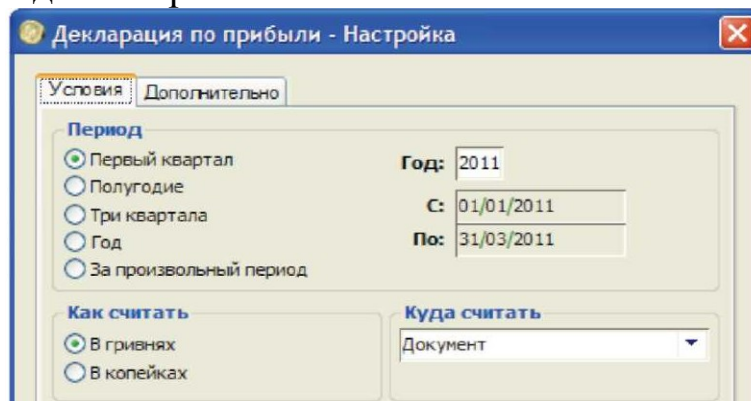 Декларация по прибыли - Настройка
Условия Дополнительно
Период
Первый квартал
Полугодие
Три квартала
Год
За произвольный период
Год: 2011
С: 01/01/2011
По: 31/03/2011
Как считать
В гривнях
В копейках
Куда считать
Документ